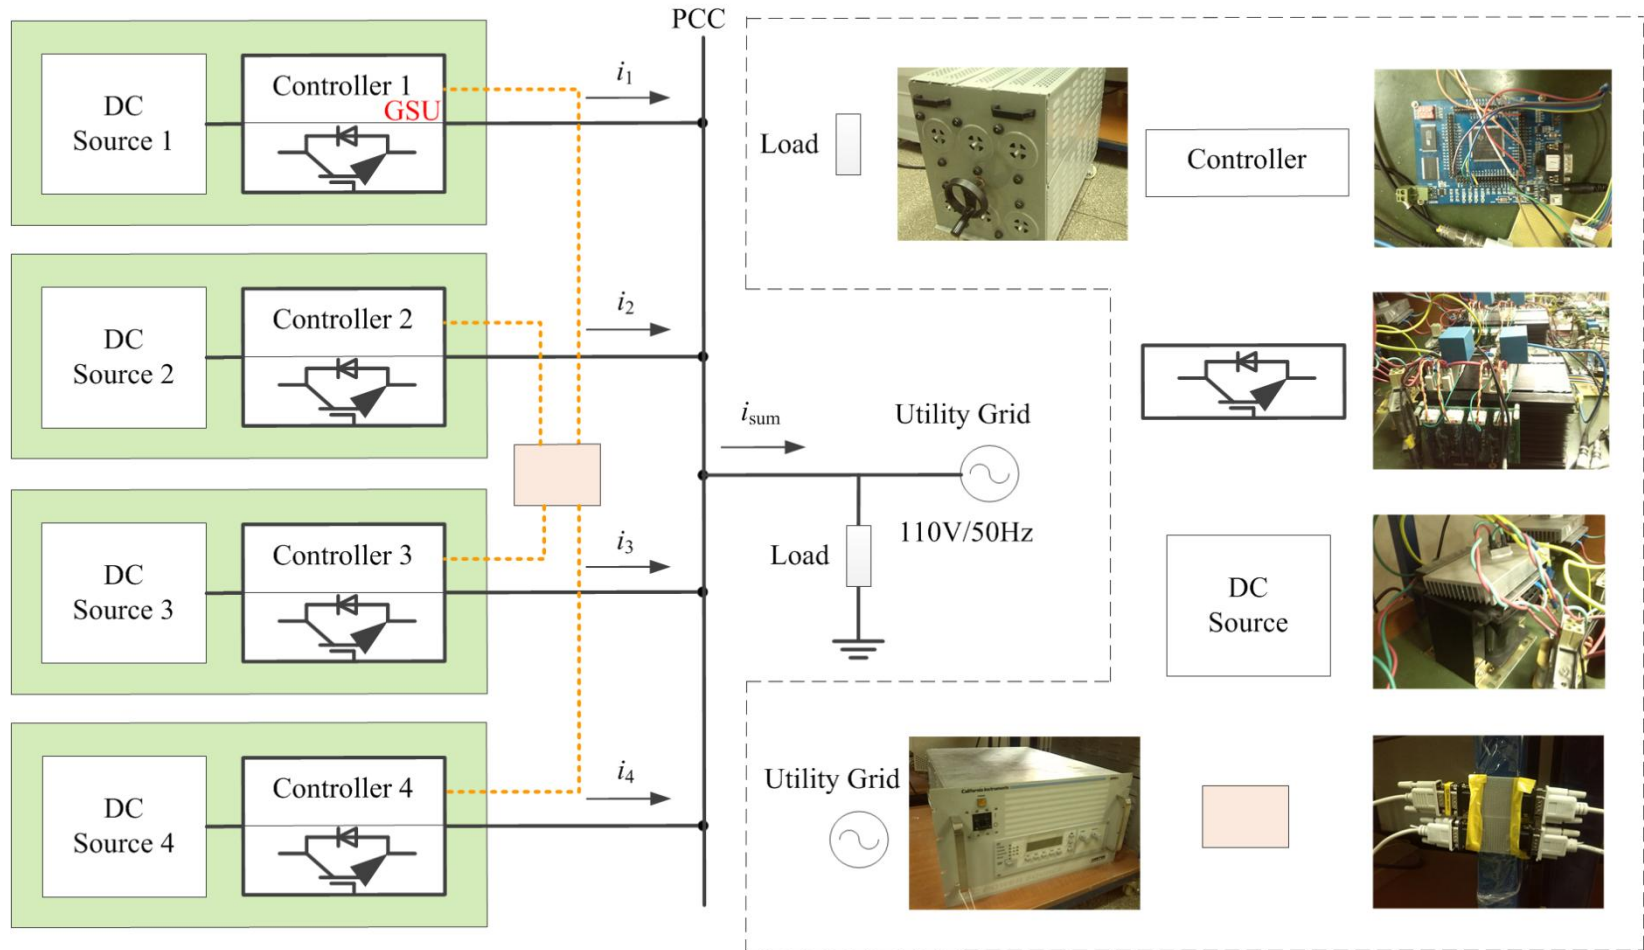 PCC
DC
Source 1
Controller 1
GSU
i1
DC
Source 2
Controller 2
i2
DC
Source 3
Controller 3
i3
DC
Source 4
Controller 4
i4
isum
Utility Grid
110V/50Hz
Load
Load
Controller
DC
Source
Utility Grid
California Instruments